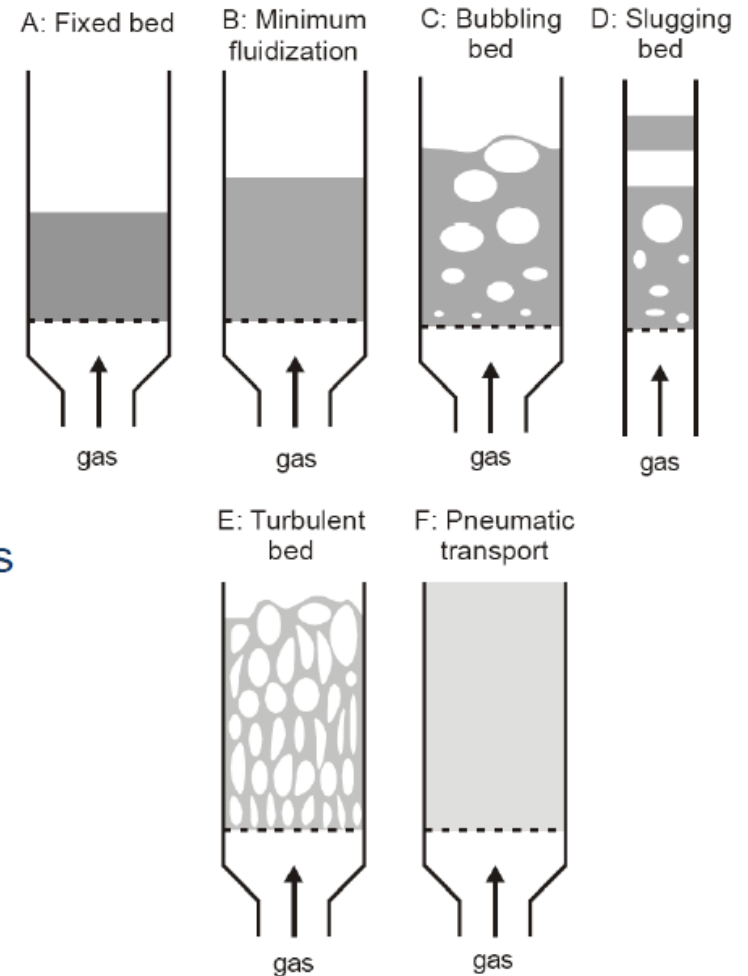 A: Fixed bed
B: Minimum
fluidization
C: Bubbling
bed
D: Slugging
bed
gas
gas
gas
gas
s
E: Turbulent
bed
F: Pneumatic
transport
gas
gas